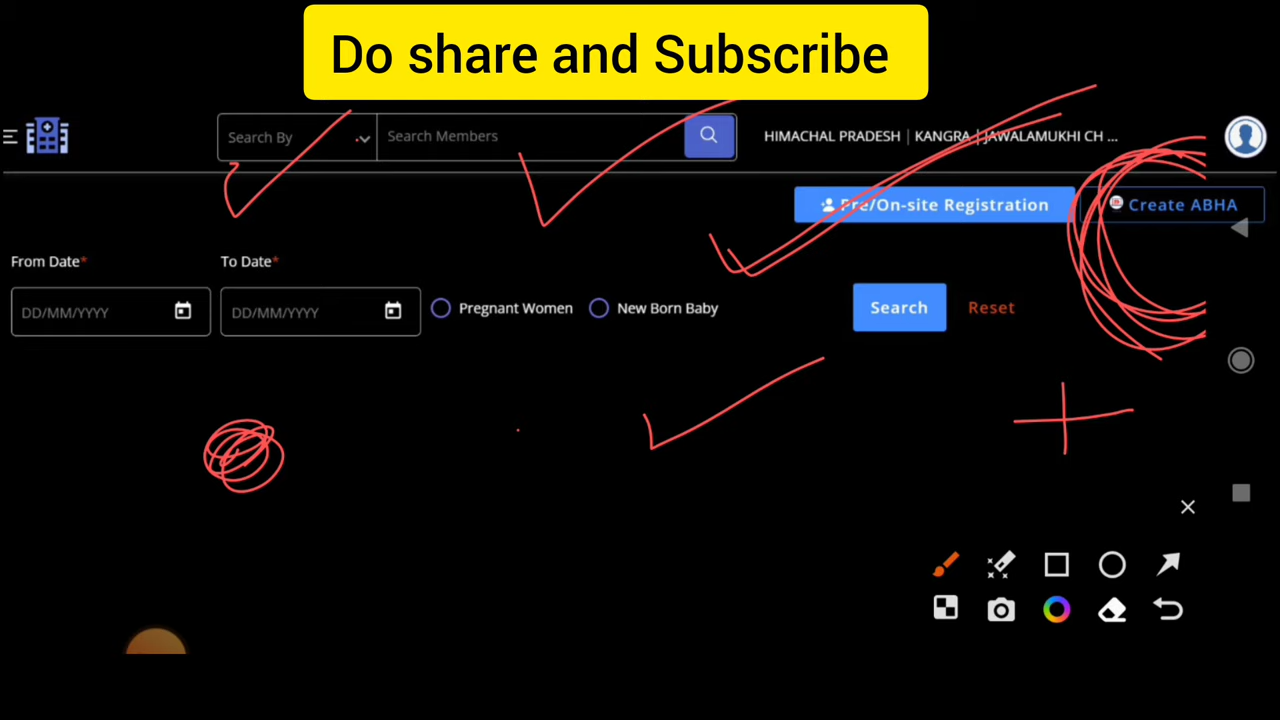 Do share and Subscribe
Search By
Search Members
HIMACHAL PRADESH | KANGRA | JAWALAMUKHI CH ...
Pre/On-site Registration
Create ABHA
From Date*
To Date*
DD/MM/YYYY
DD/MM/YYYY
Pregnant Women
New Born Baby
Search
Reset